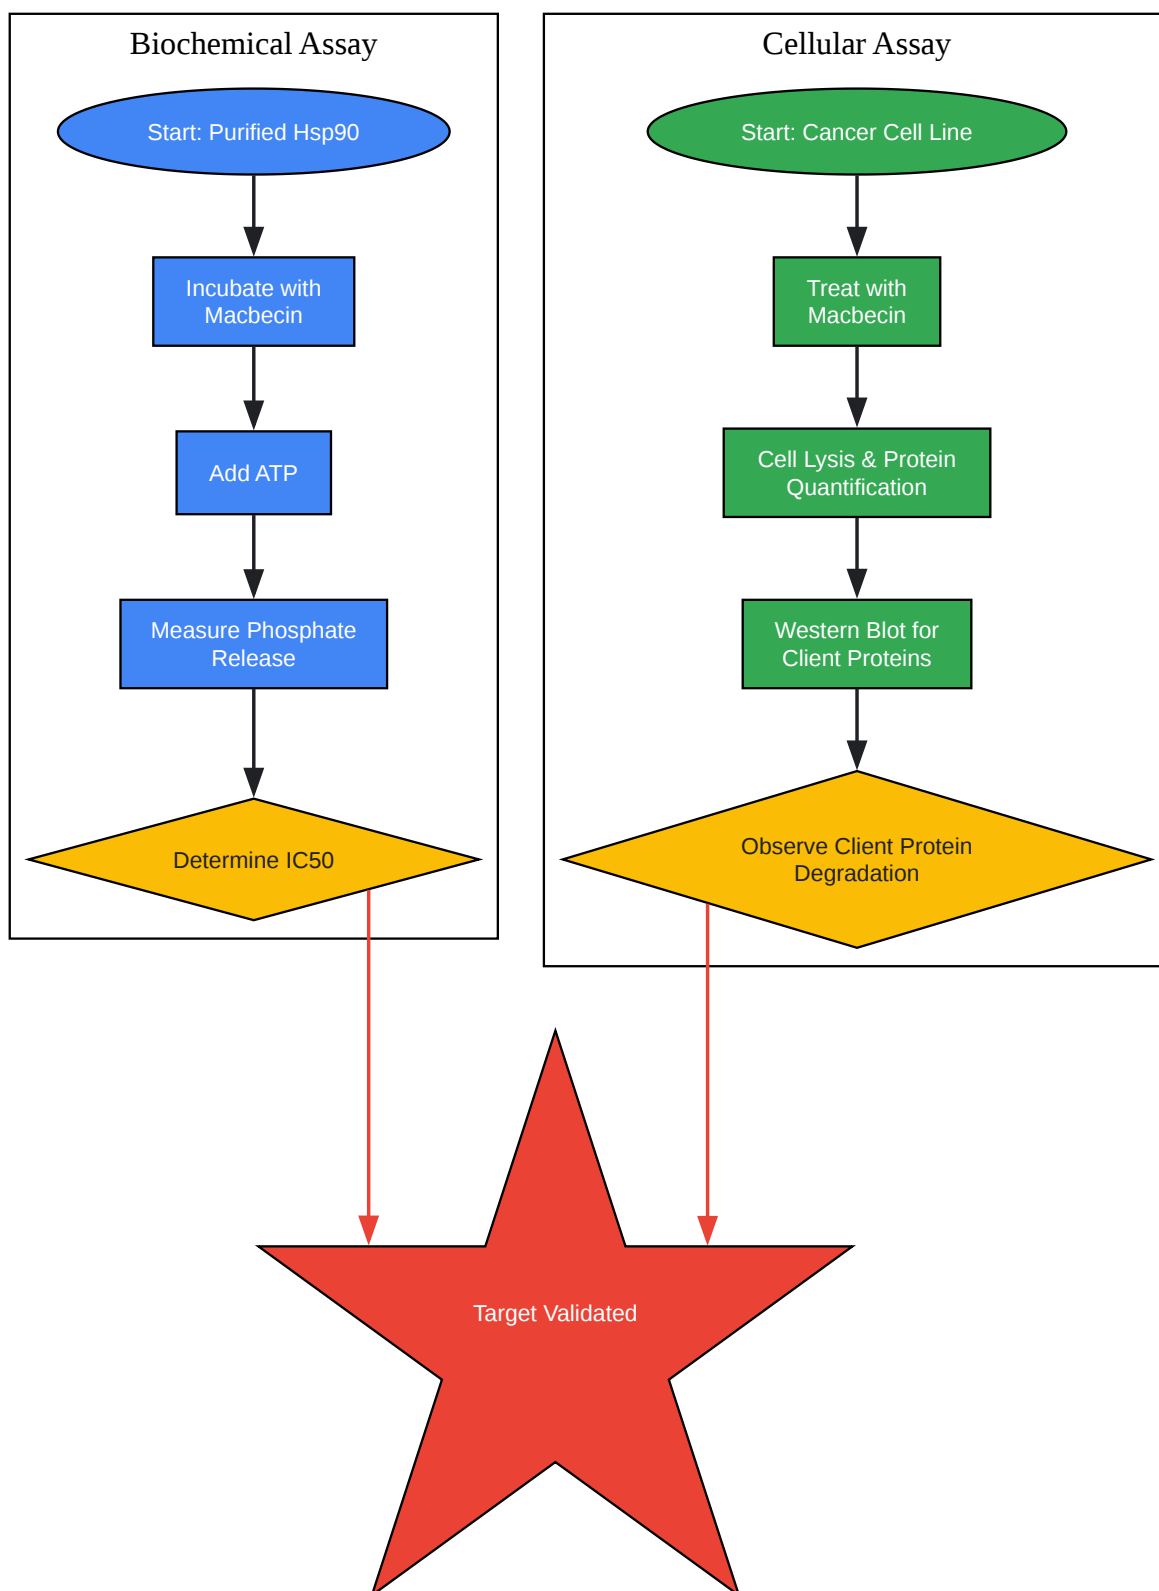 Biochemical Assay
Start: Purified Hsp90
Incubate with
Macbecin
Add ATP
Measure Phosphate
Release
Determine IC50
Cellular Assay
Start: Cancer Cell Line
Treat with
Macbecin
Cell Lysis & Protein
Quantification
Western Blot for
Client Proteins
Observe Client Protein
Degradation
Target Validated